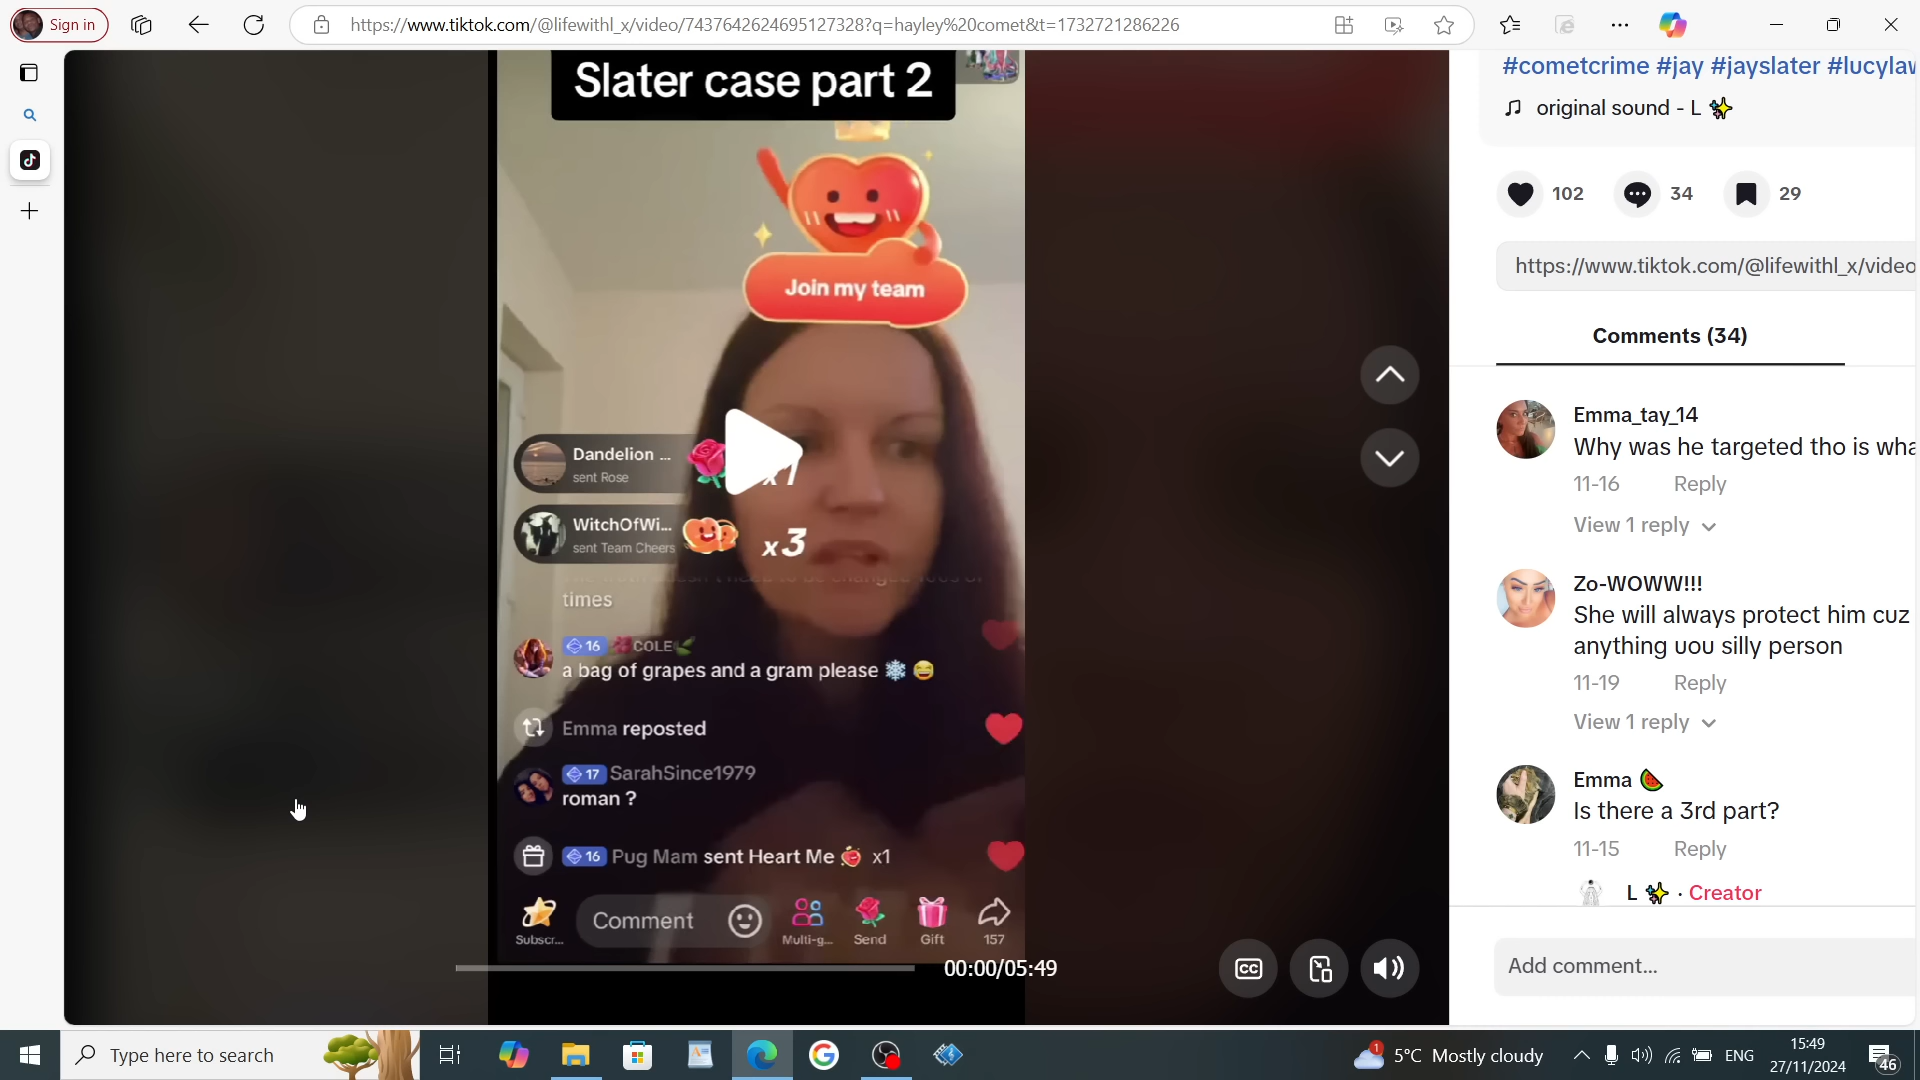 Sign in
https://www.tiktok.com/@lifewithl_x/video/7437642624695127328?q=hayley%20comet&t=1732721286226
Slater case part 2
Join my team
Dandelion ...
sent Rose
x1
WitchOfWi...
sent Team Cheers
x3
times
16 COLE
a bag of grapes and a gram please ❄️ 😂
Emma reposted
17 SarahSince1979
roman ?
16 Pug Mam sent Heart Me x1
Subscr...
Comment
Multi-g...
Send
Gift
157
00:00/05:49
CC
#cometcrime #jay #jayslater #lucylaw
original sound - L ✨
102
34
29
https://www.tiktok.com/@lifewithl_x/video
Comments (34)
Emma_tay_14
Why was he targeted tho is wha
11-16 Reply
View 1 reply
Zo-WOWW!!!
She will always protect him cuz
anything uou silly person
11-19 Reply
View 1 reply
Emma 🍉
Is there a 3rd part?
11-15 Reply
L ✨ · Creator
Add comment...
Type here to search
1
5°C Mostly cloudy
ENG
15:49
27/11/2024
46